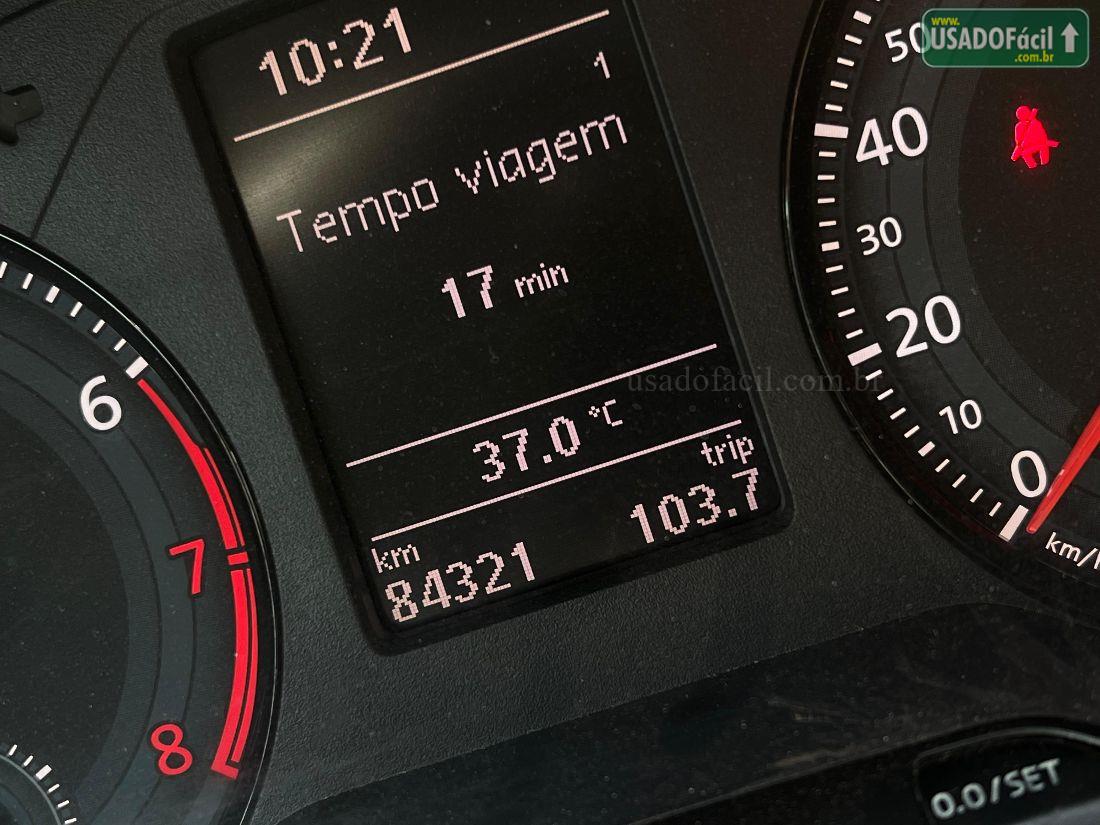 10:21
1
Tempo viagem
17 min
37.0 °C
trip
103.7
km
84321
6
7
8
50
40
30
20
10
0
km/
0.0/SET
www.
USADOFácil
.com.br
usadofacil.com.br